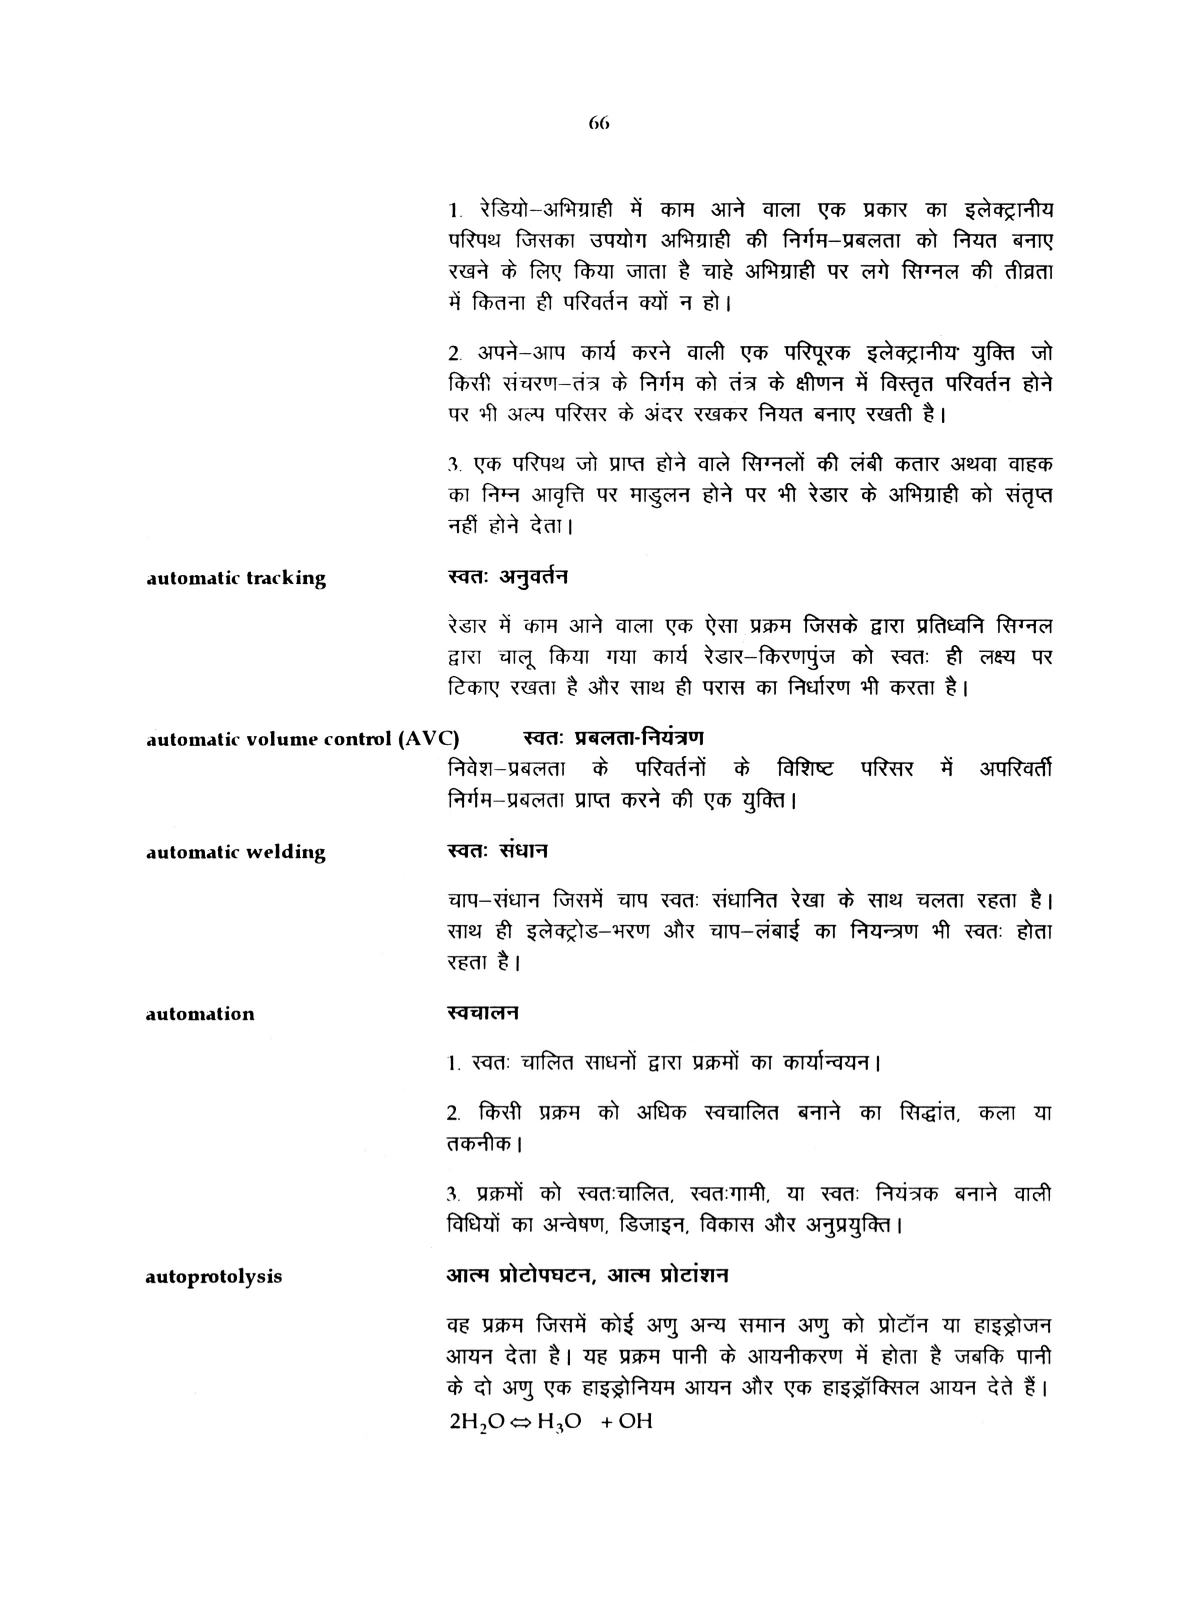 66
1. रेडियो–अभिग्राही में काम आने वाला एक प्रकार का इलेक्ट्रानीय
परिपथ जिसका उपयोग अभिग्राही की निर्गम–प्रबलता को नियत बनाए
रखने के लिए किया जाता है चाहे अभिग्राही पर लगे सिग्नल की तीव्रता
में कितना ही परिवर्तन क्यों न हो।
2. अपने–आप कार्य करने वाली एक परिपूरक इलेक्ट्रानीय युक्ति जो
किसी संचरण–तंत्र के निर्गम को तंत्र के क्षीणन में विस्तृत परिवर्तन होने
पर भी अल्प परिसर के अंदर रखकर नियत बनाए रखती है।
3. एक परिपथ जो प्राप्त होने वाले सिग्नलों की लंबी कतार अथवा वाहक
का निम्न आवृत्ति पर माडुलन होने पर भी रेडार के अभिग्राही को संतृप्त
नहीं होने देता।
automatic tracking स्वतः अनुवर्तन
रेडार में काम आने वाला एक ऐसा प्रक्रम जिसके द्वारा प्रतिध्वनि सिग्नल
द्वारा चालू किया गया कार्य रेडार–किरणपुंज को स्वतः ही लक्ष्य पर
टिकाए रखता है और साथ ही परास का निर्धारण भी करता है।
automatic volume control (AVC) स्वतः प्रबलता-नियंत्रण
निवेश–प्रबलता के परिवर्तनों के विशिष्ट परिसर में अपरिवर्ती
निर्गम–प्रबलता प्राप्त करने की एक युक्ति।
automatic welding स्वतः संधान
चाप–संधान जिसमें चाप स्वतः संधानित रेखा के साथ चलता रहता है।
साथ ही इलेक्ट्रोड–भरण और चाप–लंबाई का नियन्त्रण भी स्वतः होता
रहता है।
automation स्वचालन
1. स्वतः चालित साधनों द्वारा प्रक्रमों का कार्यान्वयन।
2. किसी प्रक्रम को अधिक स्वचालित बनाने का सिद्धांत, कला या
तकनीक।
3. प्रक्रमों को स्वतःचालित, स्वतःगामी, या स्वतः नियंत्रक बनाने वाली
विधियों का अन्वेषण, डिजाइन, विकास और अनुप्रयुक्ति।
autoprotolysis आत्म प्रोटोपघटन, आत्म प्रोटांशन
वह प्रक्रम जिसमें कोई अणु अन्य समान अणु को प्रोटॉन या हाइड्रोजन
आयन देता है। यह प्रक्रम पानी के आयनीकरण में होता है जबकि पानी
के दो अणु एक हाइड्रोनियम आयन और एक हाइड्रॉक्सिल आयन देते हैं।
2H₂O ⇔ H₃O + OH